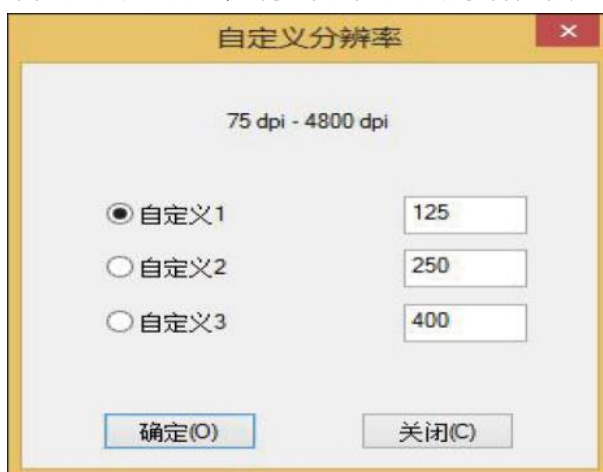 自定义分辨率
75 dpi - 4800 dpi
自定义1 125
自定义2 250
自定义3 400
确定(O) 关闭(C)